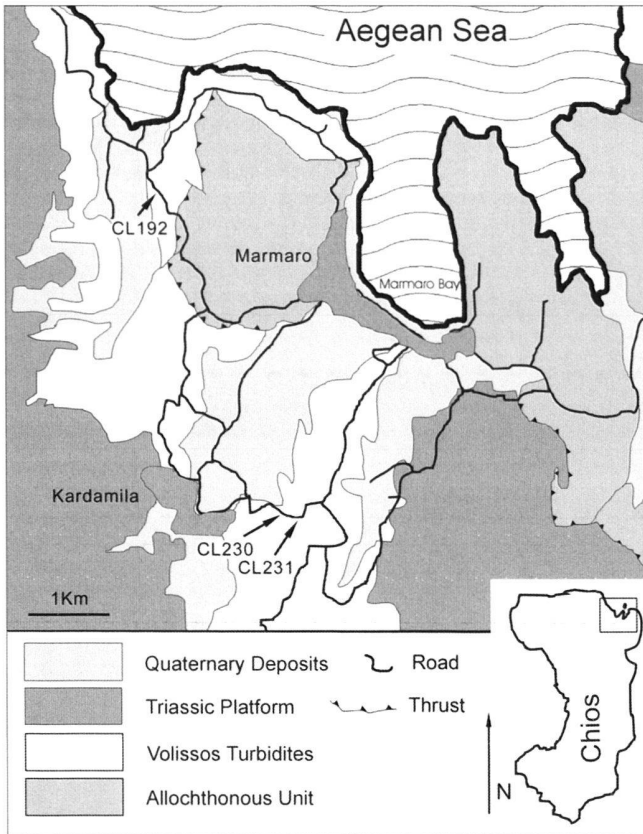 Aegean Sea
CL192
Marmaro
Marmaro Bay
Kardamila
CL230
CL231
1Km
Quaternary Deposits
Road
Triassic Platform
Thrust
Volissos Turbidites
Allochthonous Unit
Chios
N